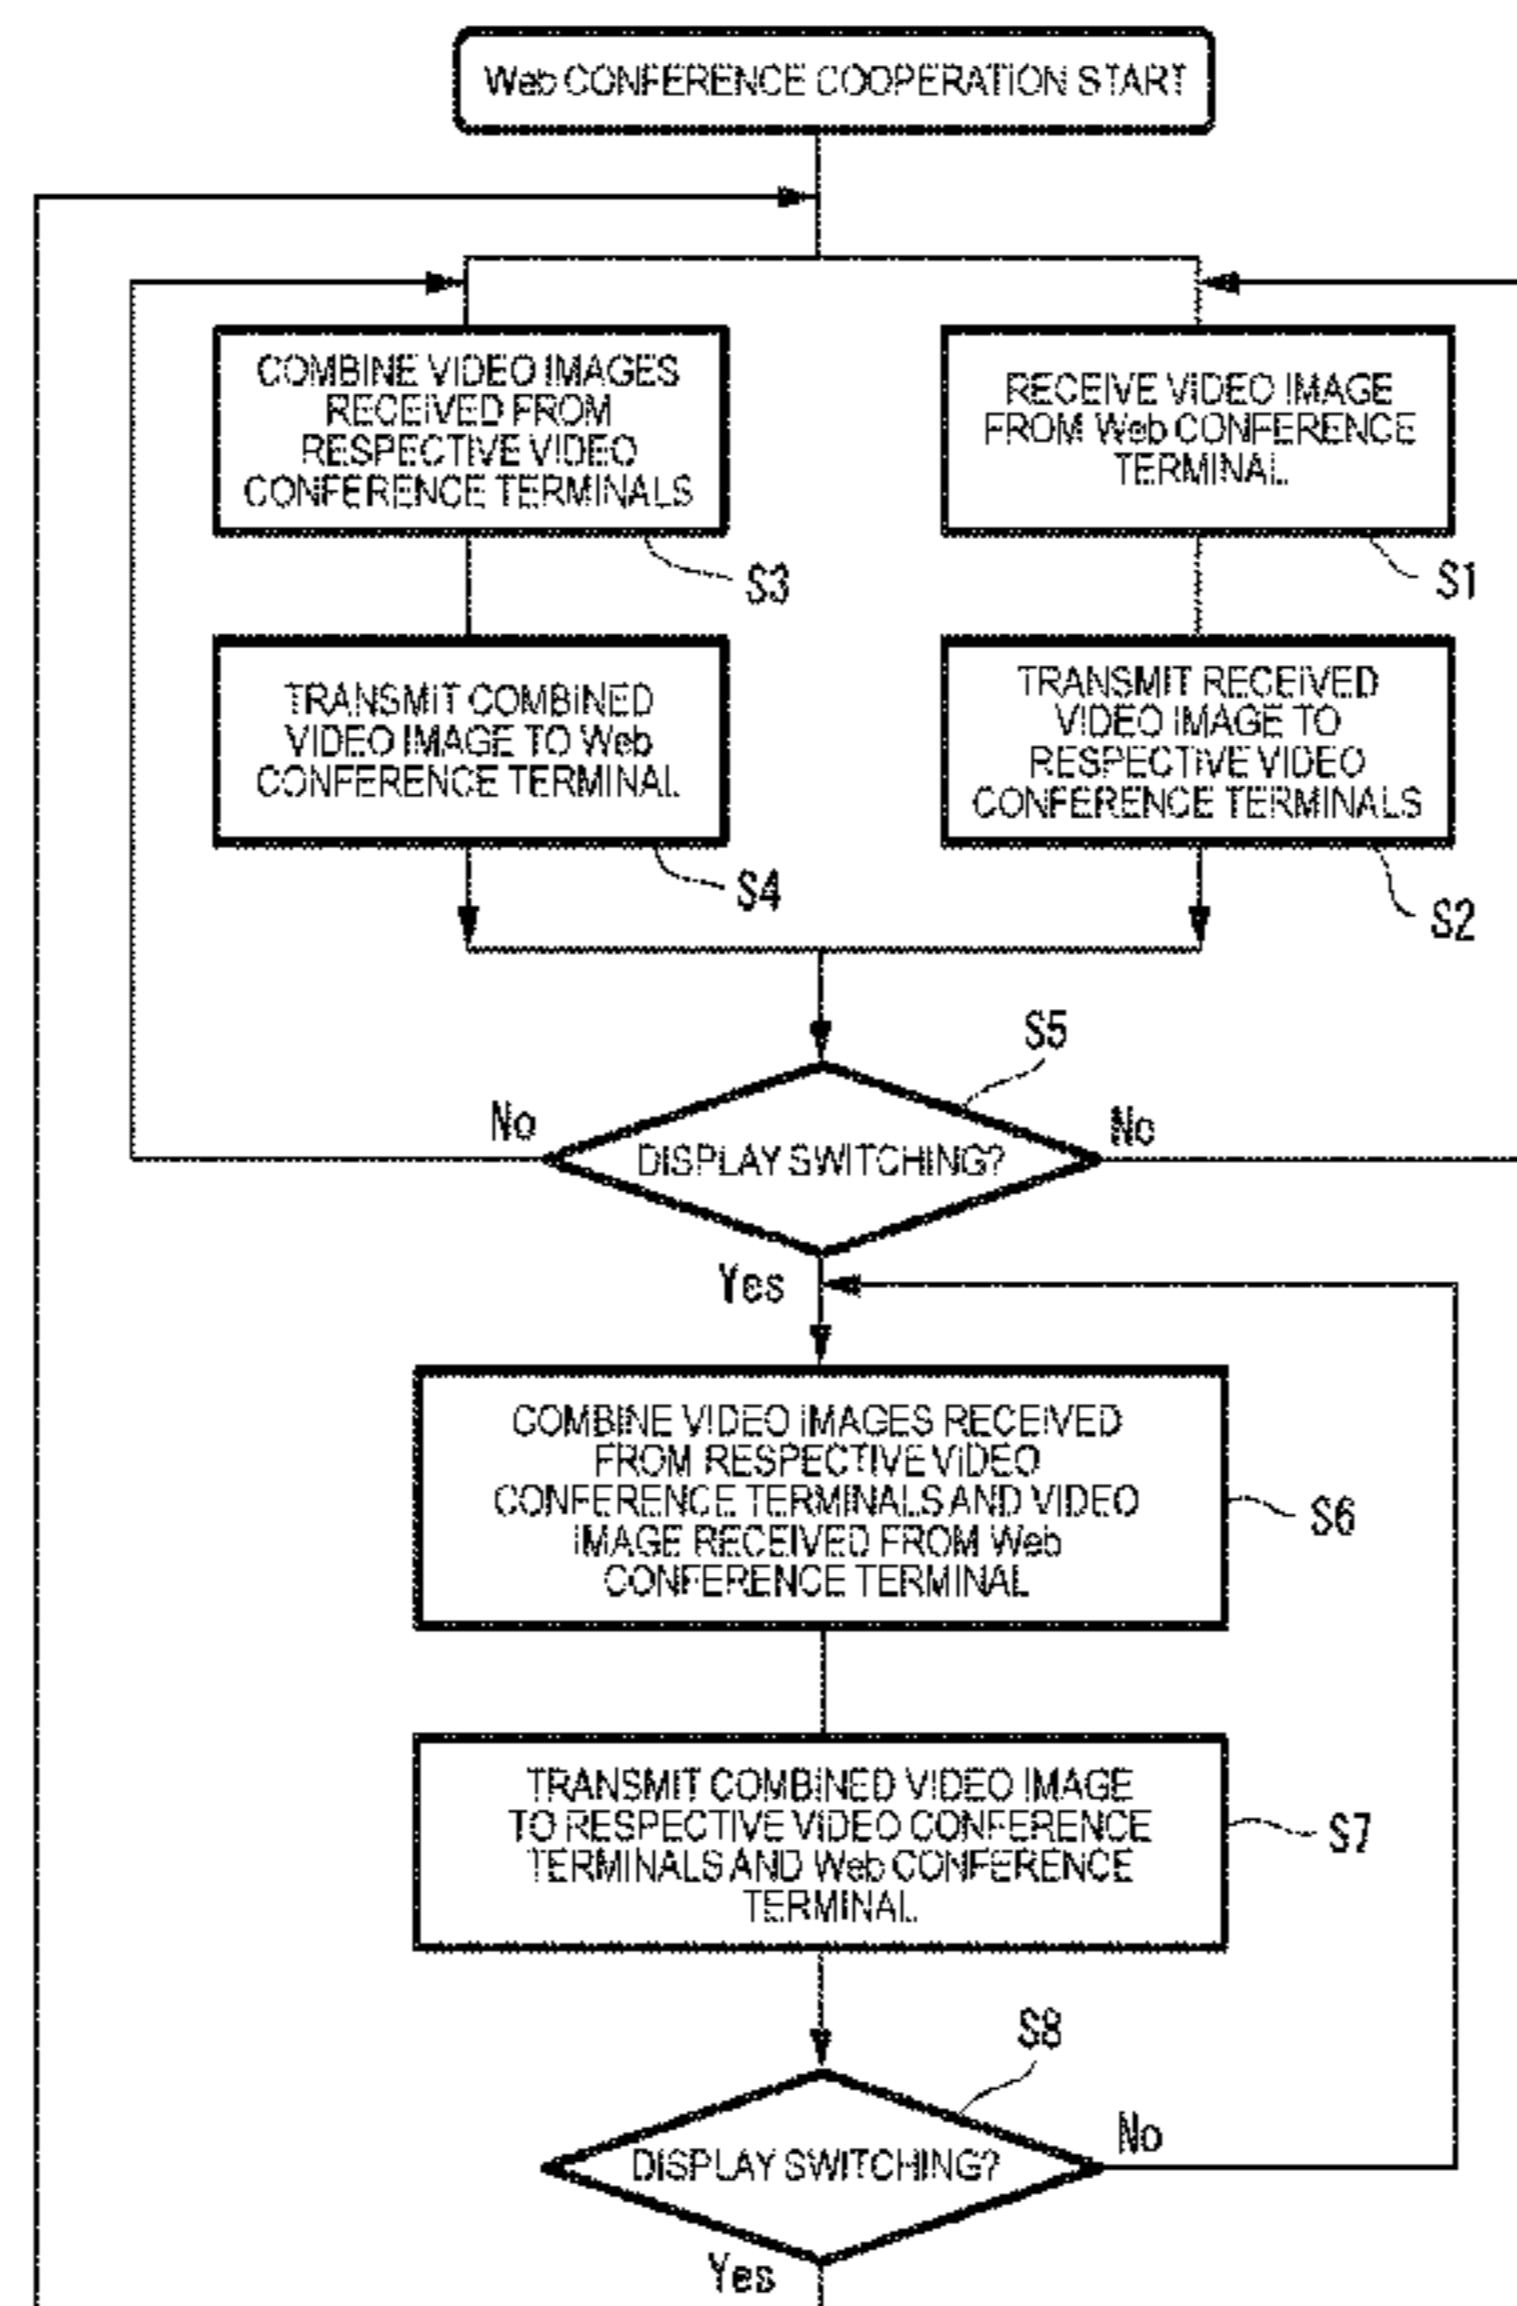 Web CONFERENCE COOPERATION START
COMBINE VIDEO IMAGES
RECEIVED FROM
RESPECTIVE VIDEO
CONFERENCE TERMINALS
S3
RECEIVE VIDEO IMAGE
FROM Web CONFERENCE
TERMINAL
S1
TRANSMIT COMBINED
VIDEO IMAGE TO Web
CONFERENCE TERMINAL
S4
TRANSMIT RECEIVED
VIDEO IMAGE TO
RESPECTIVE VIDEO
CONFERENCE TERMINALS
S2
S5
No
DISPLAY SWITCHING?
No
Yes
COMBINE VIDEO IMAGES RECEIVED
FROM RESPECTIVE VIDEO
CONFERENCE TERMINALS AND VIDEO
IMAGE RECEIVED FROM Web
CONFERENCE TERMINAL
S6
TRANSMIT COMBINED VIDEO IMAGE
TO RESPECTIVE VIDEO CONFERENCE
TERMINALS AND Web CONFERENCE
TERMINAL
S7
S8
DISPLAY SWITCHING?
No
Yes